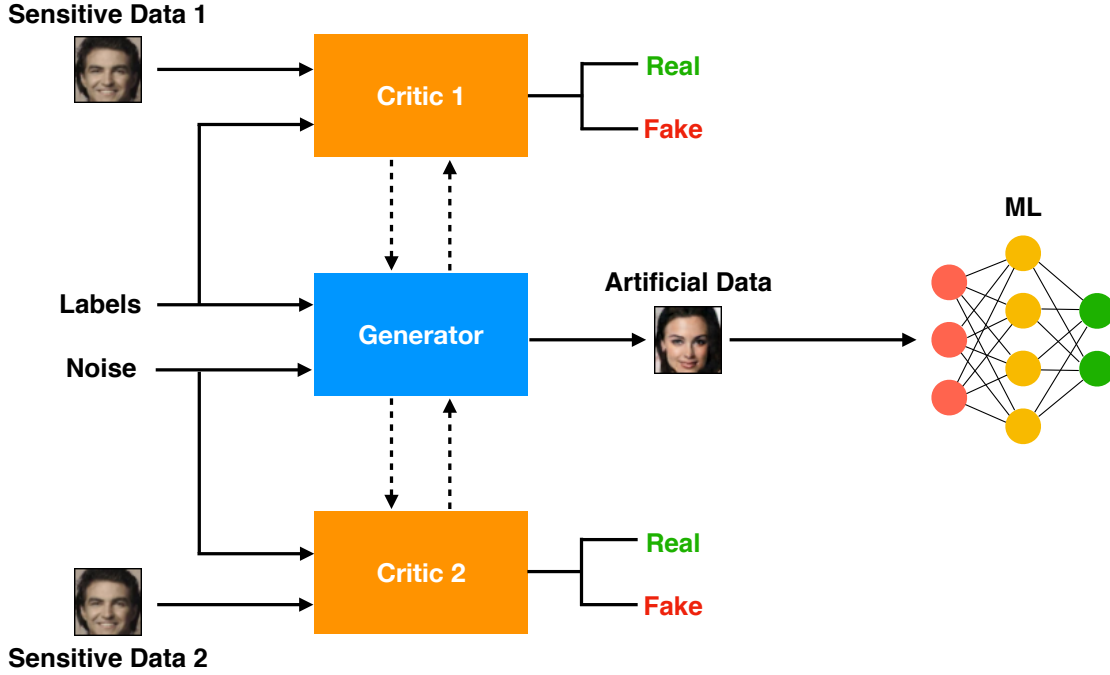 Sensitive Data 1
Critic 1
Real
Fake
ML
Labels
Generator
Artificial Data
Noise
Critic 2
Real
Fake
Sensitive Data 2